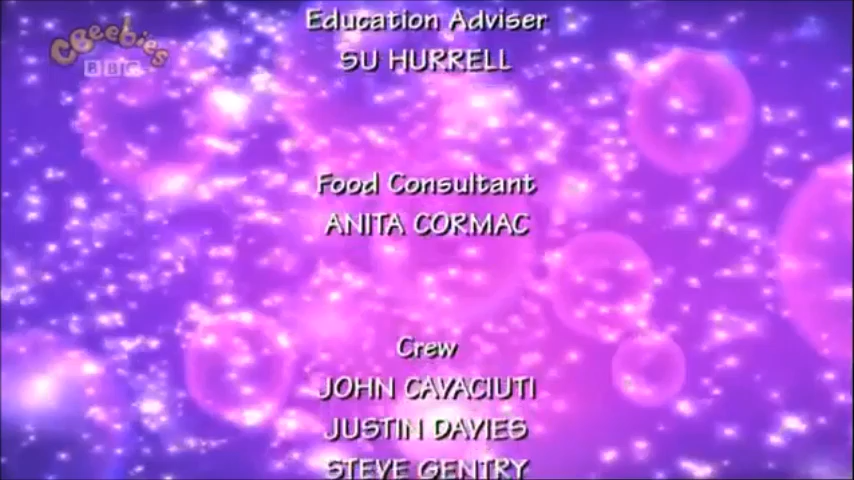 CBeebies
BBC
Education Adviser
SU HURRELL
Food Consultant
ANITA CORMAC
Crew
JOHN CAVACIUTI
JUSTIN DAVIES
STEVE GENTRY